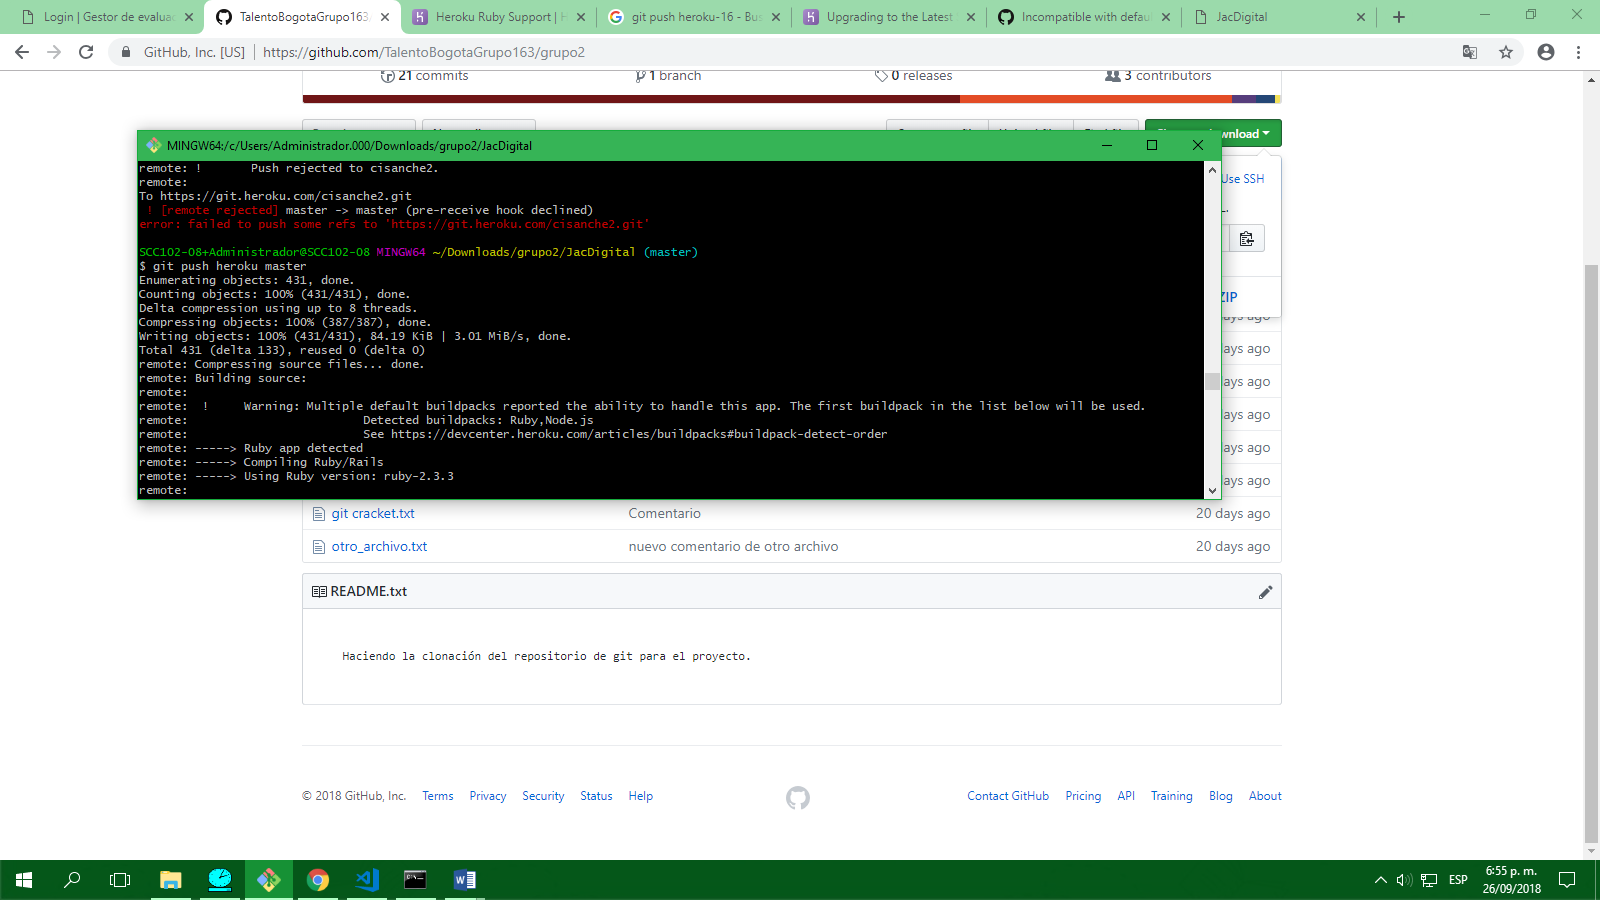 Login | Gestor de evaluac
TalentoBogotaGrupo163
Heroku Ruby Support | H
git push heroku-16 - Bus
Upgrading to the Latest
Incompatible with defau
JacDigital
GitHub, Inc. [US]
https://github.com/TalentoBogotaGrupo163/grupo2
21 commits
1 branch
0 releases
3 contributors
wnload
MINGW64:/c/Users/Administrador.000/Downloads/grupo2/JacDigital
remote: ! Push rejected to cisanche2.
remote:
To https://git.heroku.com/cisanche2.git
! [remote rejected] master -> master (pre-receive hook declined)
error: failed to push some refs to 'https://git.heroku.com/cisanche2.git'
SCC102-08+Administrador@SCC102-08 MINGW64 ~/Downloads/grupo2/JacDigital (master)
$ git push heroku master
Enumerating objects: 431, done.
Counting objects: 100% (431/431), done.
Delta compression using up to 8 threads.
Compressing objects: 100% (387/387), done.
Writing objects: 100% (431/431), 84.19 KiB | 3.01 MiB/s, done.
Total 431 (delta 133), reused 0 (delta 0)
remote: Compressing source files... done.
remote: Building source:
remote:
remote: ! Warning: Multiple default buildpacks reported the ability to handle this app. The first buildpack in the list below will be used.
remote: Detected buildpacks: Ruby,Node.js
remote: See https://devcenter.heroku.com/articles/buildpacks#buildpack-detect-order
remote: -----> Ruby app detected
remote: -----> Compiling Ruby/Rails
remote: -----> Using Ruby version: ruby-2.3.3
remote:
Use SSH
ZIP
days ago
ays ago
ays ago
ays ago
ays ago
ays ago
git cracket.txt
Comentario
20 days ago
otro_archivo.txt
nuevo comentario de otro archivo
20 days ago
README.txt
Haciendo la clonación del repositorio de git para el proyecto.
© 2018 GitHub, Inc.
Terms
Privacy
Security
Status
Help
Contact GitHub
Pricing
API
Training
Blog
About
ESP
6:55 p. m.
26/09/2018